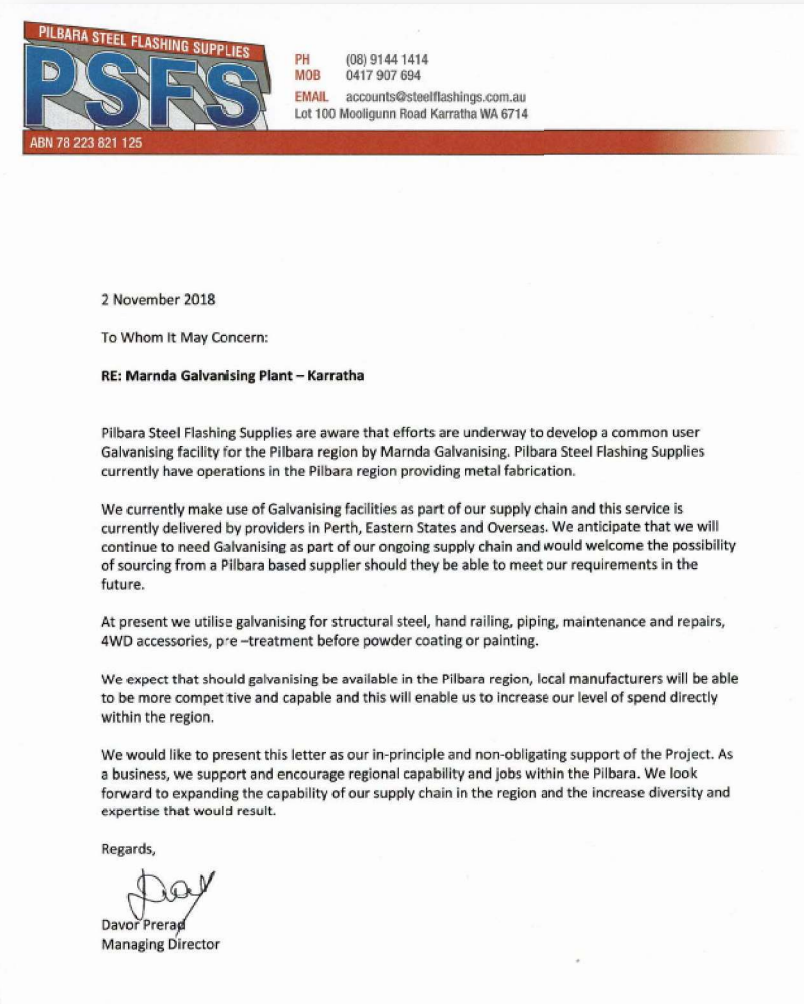 PILBARA STEEL FLASHING SUPPLIES
PSFS
PH (08) 9144 1414
MOB 0417 907 694
EMAIL accounts@steelflashings.com.au
Lot 100 Mooligunn Road Karratha WA 6714
ABN 78 223 821 125
2 November 2018
To Whom It May Concern:
RE: Marnda Galvanising Plant – Karratha
Pilbara Steel Flashing Supplies are aware that efforts are underway to develop a common user
Galvanising facility for the Pilbara region by Marnda Galvanising. Pilbara Steel Flashing Supplies
currently have operations in the Pilbara region providing metal fabrication.
We currently make use of Galvanising facilities as part of our supply chain and this service is
currently delivered by providers in Perth, Eastern States and Overseas. We anticipate that we will
continue to need Galvanising as part of our ongoing supply chain and would welcome the possibility
of sourcing from a Pilbara based supplier should they be able to meet our requirements in the
future.
At present we utilise galvanising for structural steel, hand railing, piping, maintenance and repairs,
4WD accessories, pre –treatment before powder coating or painting.
We expect that should galvanising be available in the Pilbara region, local manufacturers will be able
to be more competitive and capable and this will enable us to increase our level of spend directly
within the region.
We would like to present this letter as our in-principle and non-obligating support of the Project. As
a business, we support and encourage regional capability and jobs within the Pilbara. We look
forward to expanding the capability of our supply chain in the region and the increase diversity and
expertise that would result.
Regards,
Davor Prerad
Managing Director